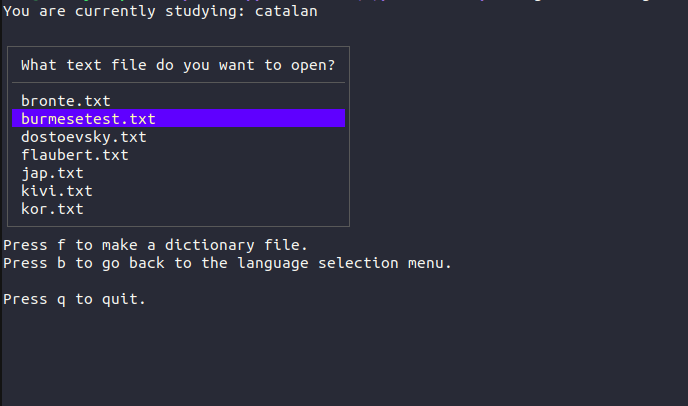 You are currently studying: catalan
What text file do you want to open?
bronte.txt
burmesetest.txt
dostoevsky.txt
flaubert.txt
jap.txt
kivi.txt
kor.txt
Press f to make a dictionary file.
Press b to go back to the language selection menu.
Press q to quit.